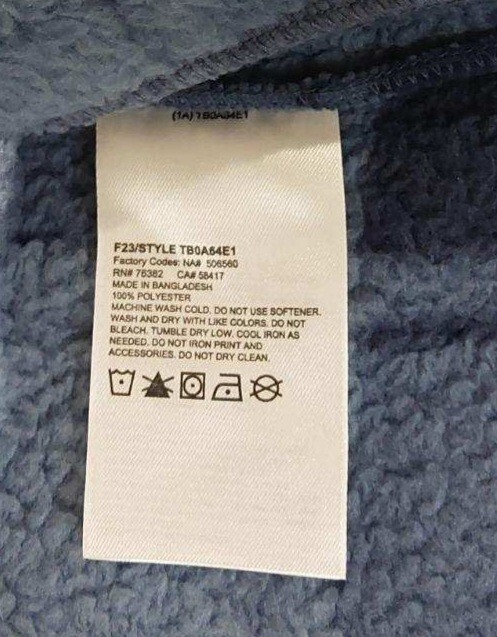 F23/STYLE TB0A64E1
Factory Codes: NA# 506560
RN# 76382 CA# 58417
MADE IN BANGLADESH
100% POLYESTER
MACHINE WASH COLD. DO NOT USE SOFTENER.
WASH AND DRY WITH LIKE COLORS. DO NOT
BLEACH. TUMBLE DRY LOW. COOL IRON AS
NEEDED. DO NOT IRON PRINT AND
ACCESSORIES. DO NOT DRY CLEAN.